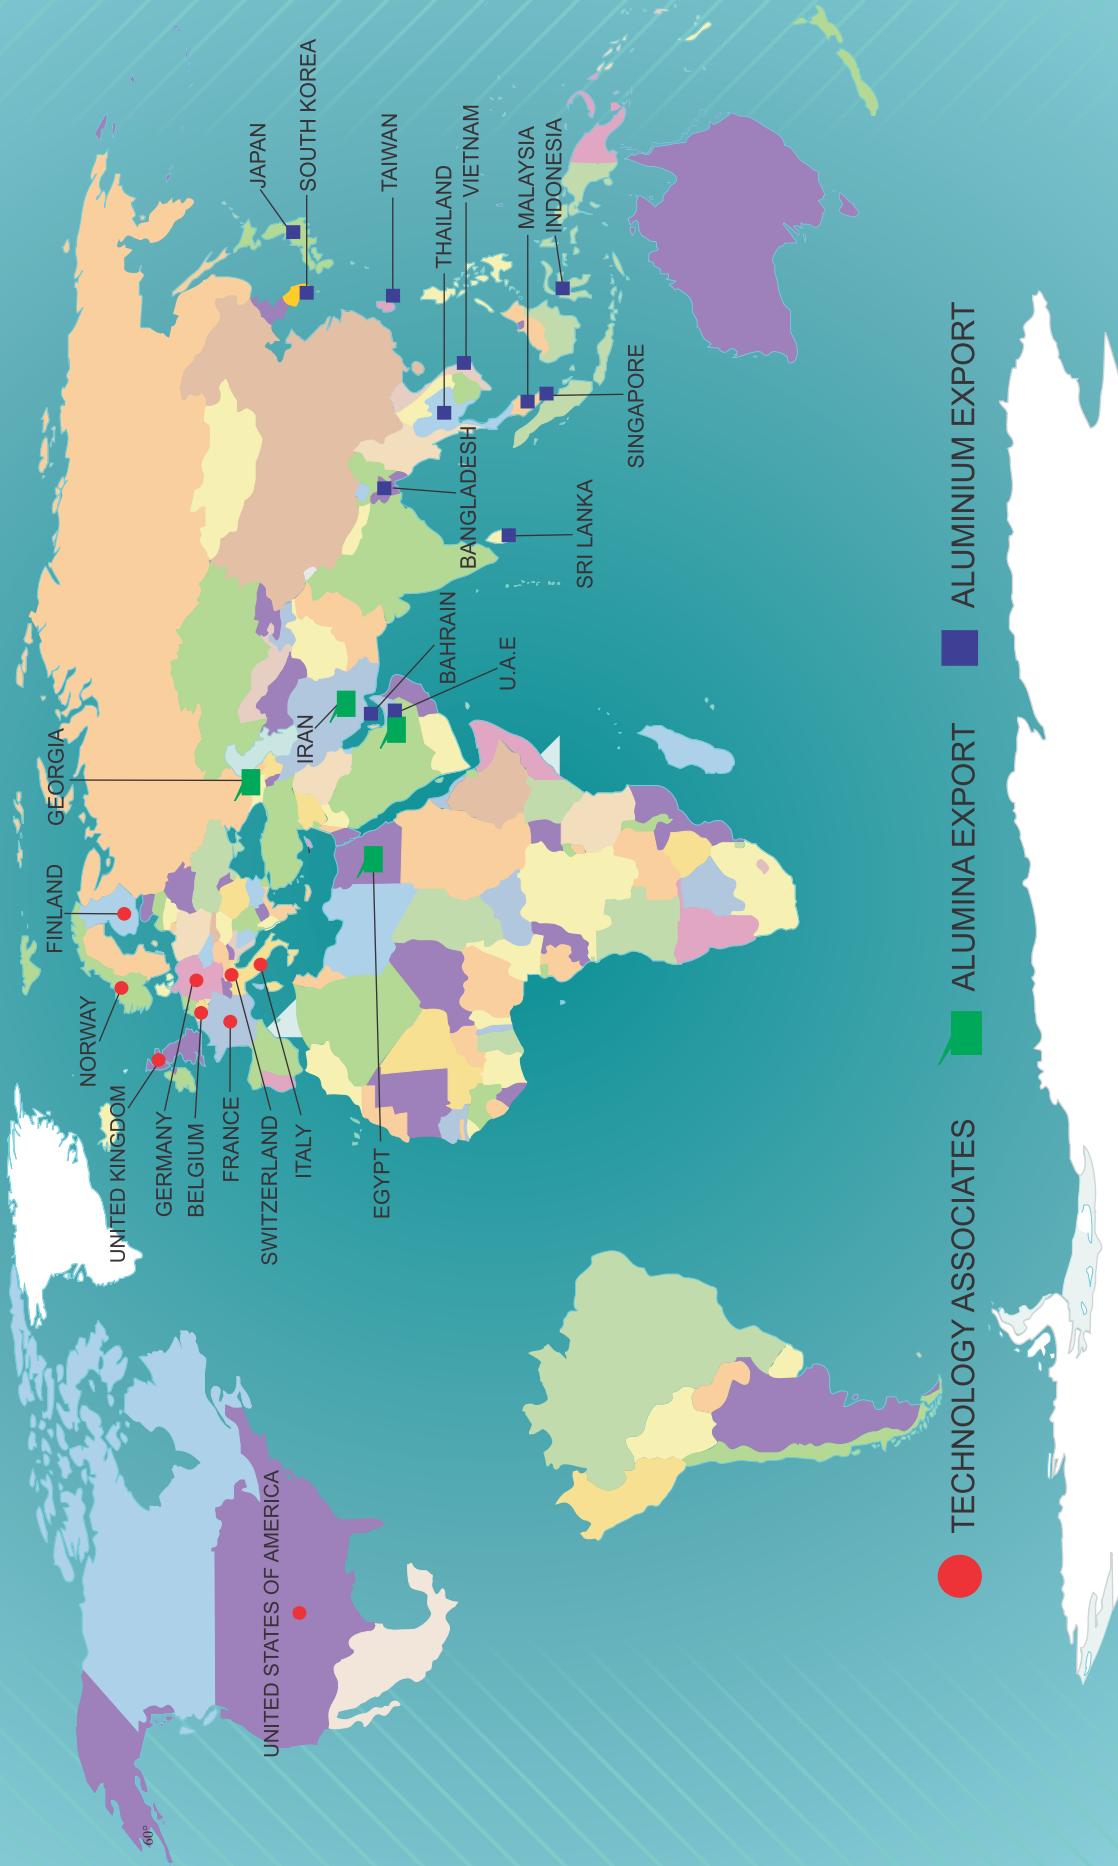 60°
UNITED STATES OF AMERICA
NORWAY
FINLAND
GEORGIA
UNITED KINGDOM
GERMANY
BELGIUM
FRANCE
SWITZERLAND
ITALY
EGYPT
IRAN
BAHRAIN
U.A.E
BANGLADESH
SRI LANKA
JAPAN
SOUTH KOREA
TAIWAN
THAILAND
VIETNAM
MALAYSIA
INDONESIA
SINGAPORE
TECHNOLOGY ASSOCIATES
ALUMINA EXPORT
ALUMINIUM EXPORT